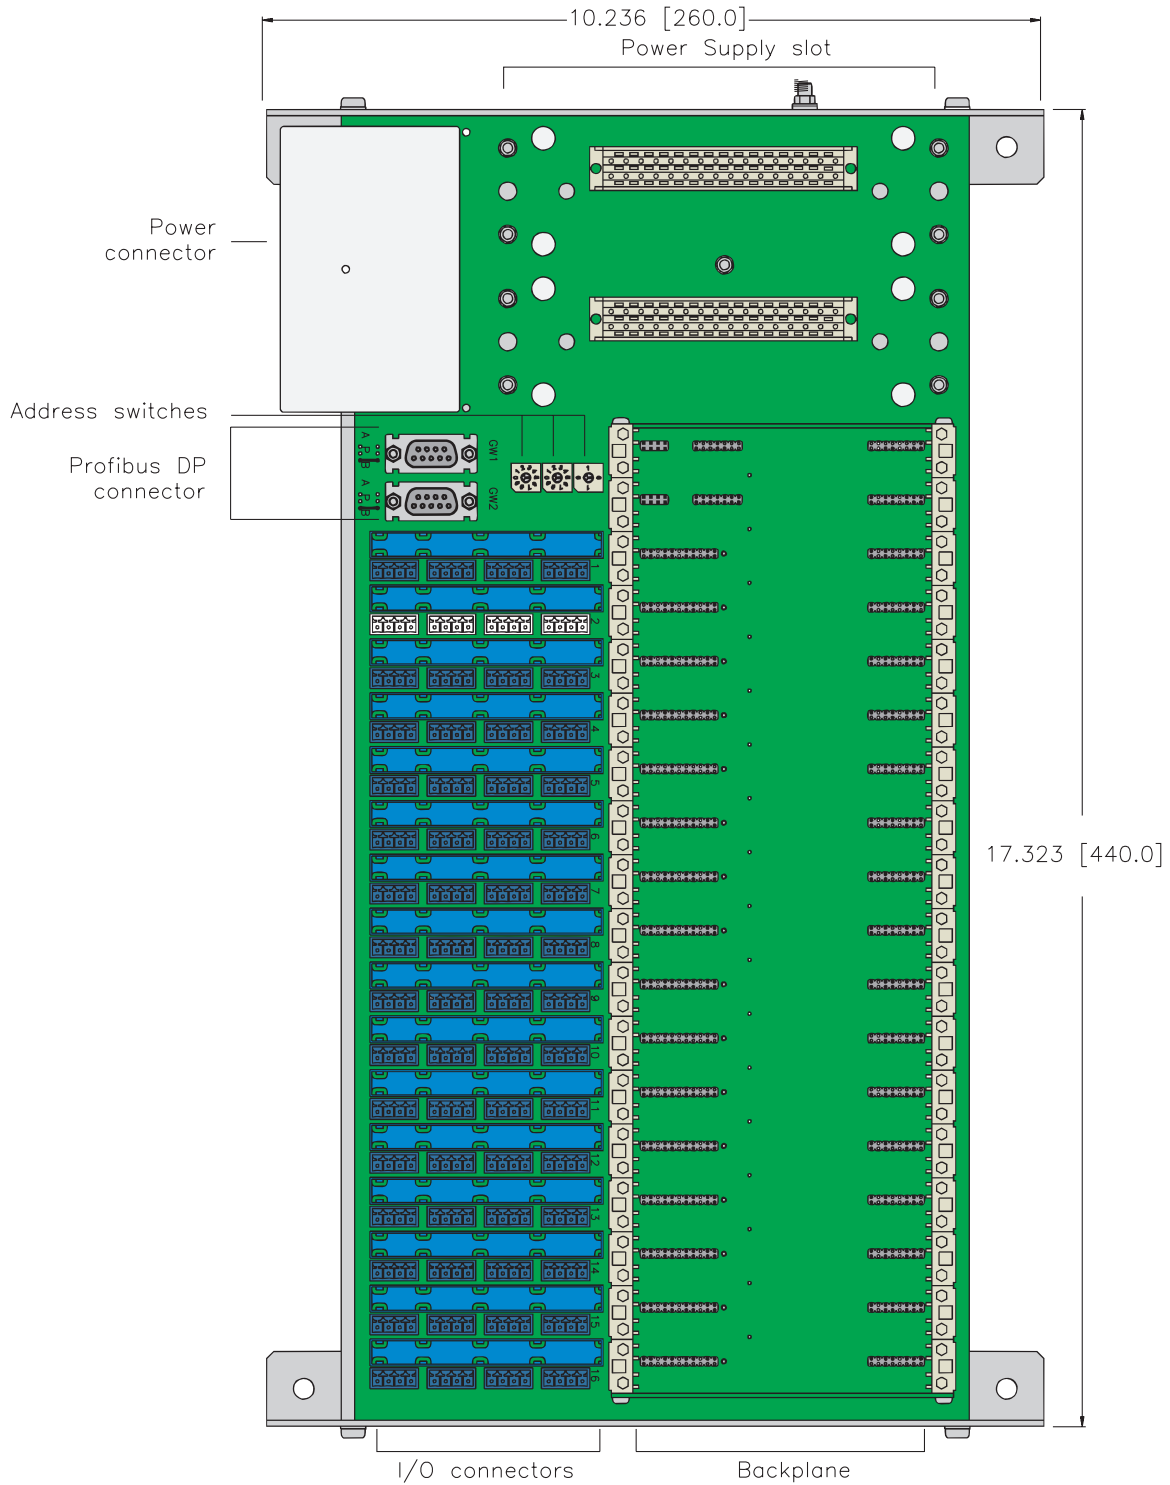 10.236 [260.0]
Power Supply slot
Power
connector
Address switches
Profibus DP
connector
A
P
B
GW1
A
P
B
GW2
1
2
3
4
5
6
7
17.323 [440.0]
8
9
10
11
12
13
14
15
16
I/O connectors
Backplane